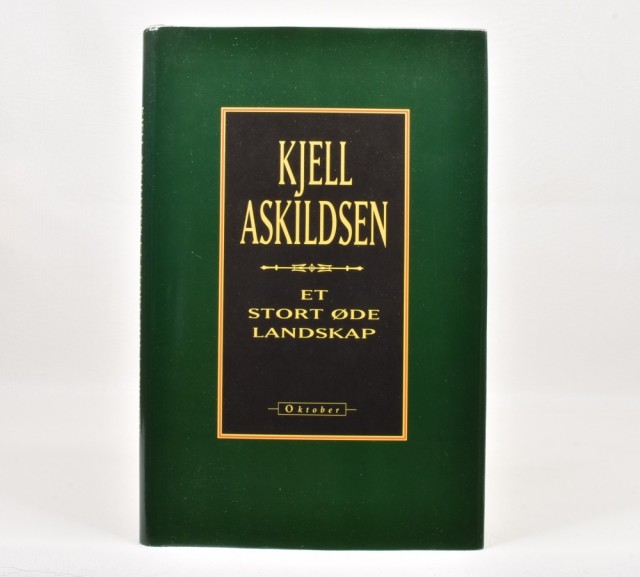 KJELL
ASKILDSEN
ET
STORT ØDE
LANDSKAP
Oktober